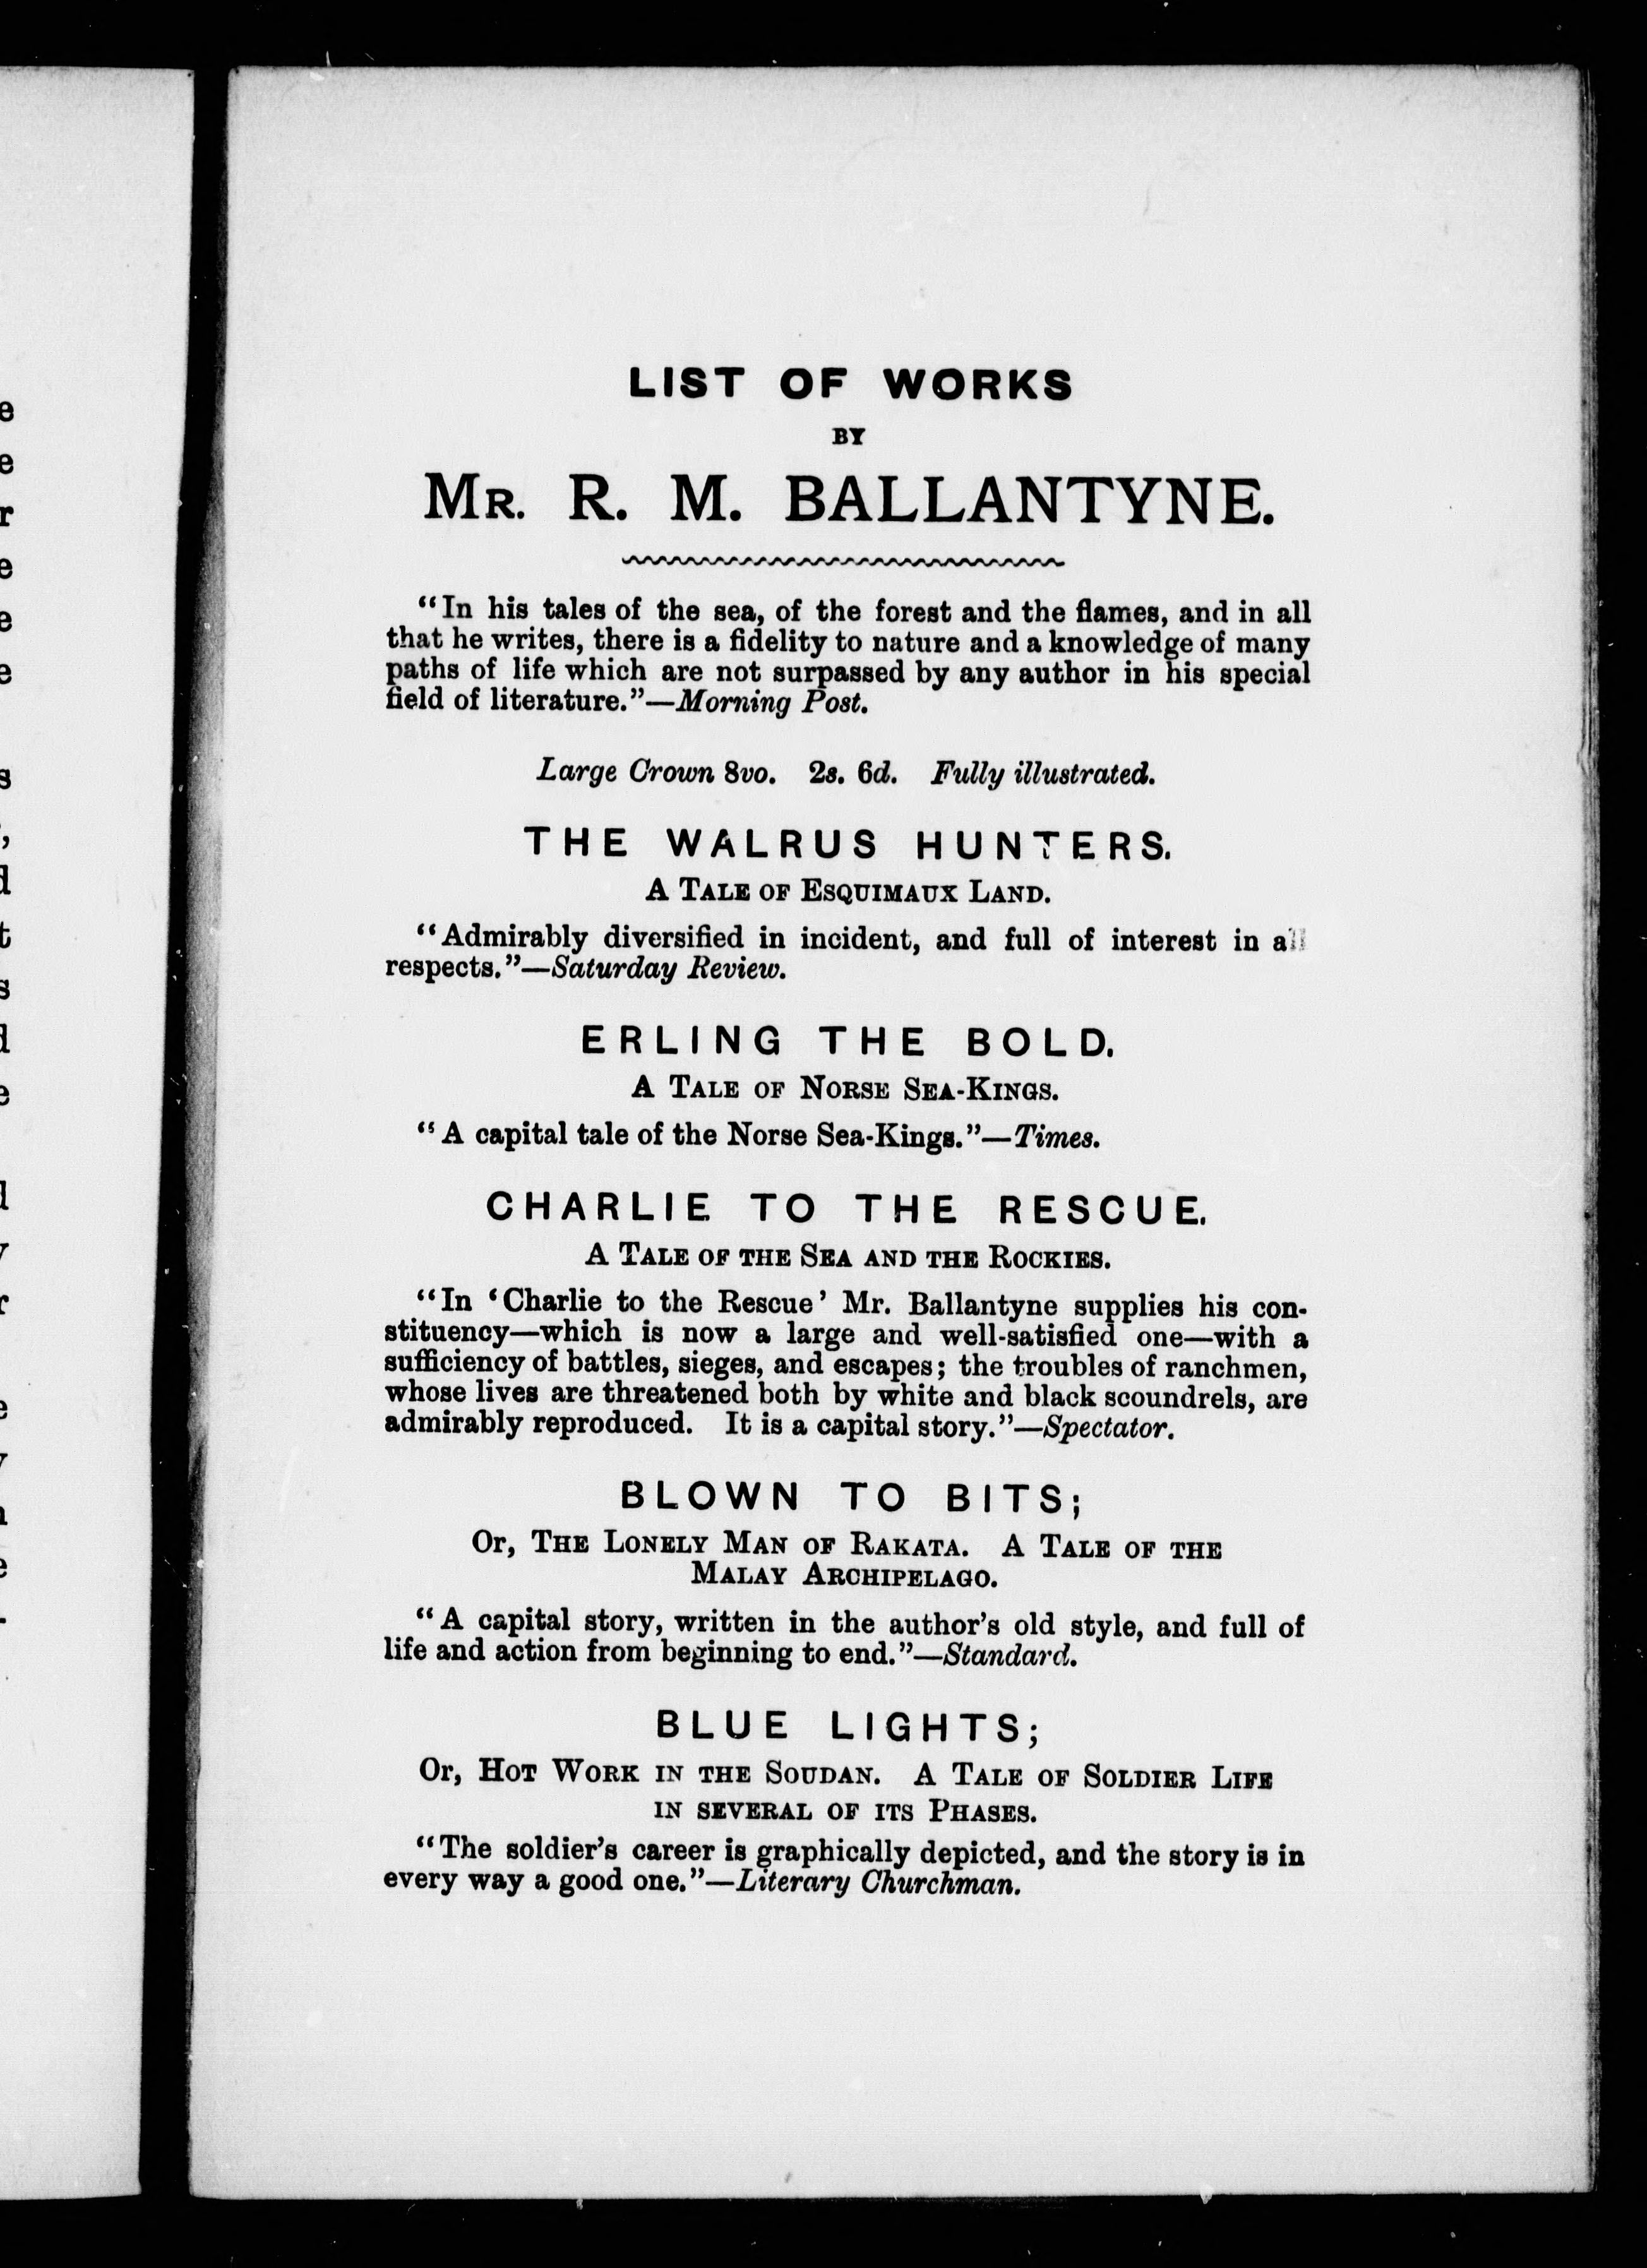 LIST OF WORKS
BY
MR. R. M. BALLANTYNE.
"In his tales of the sea, of the forest and the flames, and in all
that he writes, there is a fidelity to nature and a knowledge of many
paths of life which are not surpassed by any author in his special
field of literature."—Morning Post.
Large Crown 8vo. 2s. 6d. Fully illustrated.
THE WALRUS HUNTERS.
A TALE OF ESQUIMAUX LAND.
"Admirably diversified in incident, and full of interest in all
respects."—Saturday Review.
ERLING THE BOLD.
A TALE OF NORSE SEA-KINGS.
"A capital tale of the Norse Sea-Kings."—Times.
CHARLIE TO THE RESCUE.
A TALE OF THE SEA AND THE ROCKIES.
"In 'Charlie to the Rescue' Mr. Ballantyne supplies his con-
stituency—which is now a large and well-satisfied one—with a
sufficiency of battles, sieges, and escapes; the troubles of ranchmen,
whose lives are threatened both by white and black scoundrels, are
admirably reproduced. It is a capital story."—Spectator.
BLOWN TO BITS;
Or, THE LONELY MAN OF RAKATA. A TALE OF THE
MALAY ARCHIPELAGO.
"A capital story, written in the author's old style, and full of
life and action from beginning to end."—Standard.
BLUE LIGHTS;
Or, HOT WORK IN THE SOUDAN. A TALE OF SOLDIER LIFE
IN SEVERAL OF ITS PHASES.
"The soldier's career is graphically depicted, and the story is in
every way a good one."—Literary Churchman.